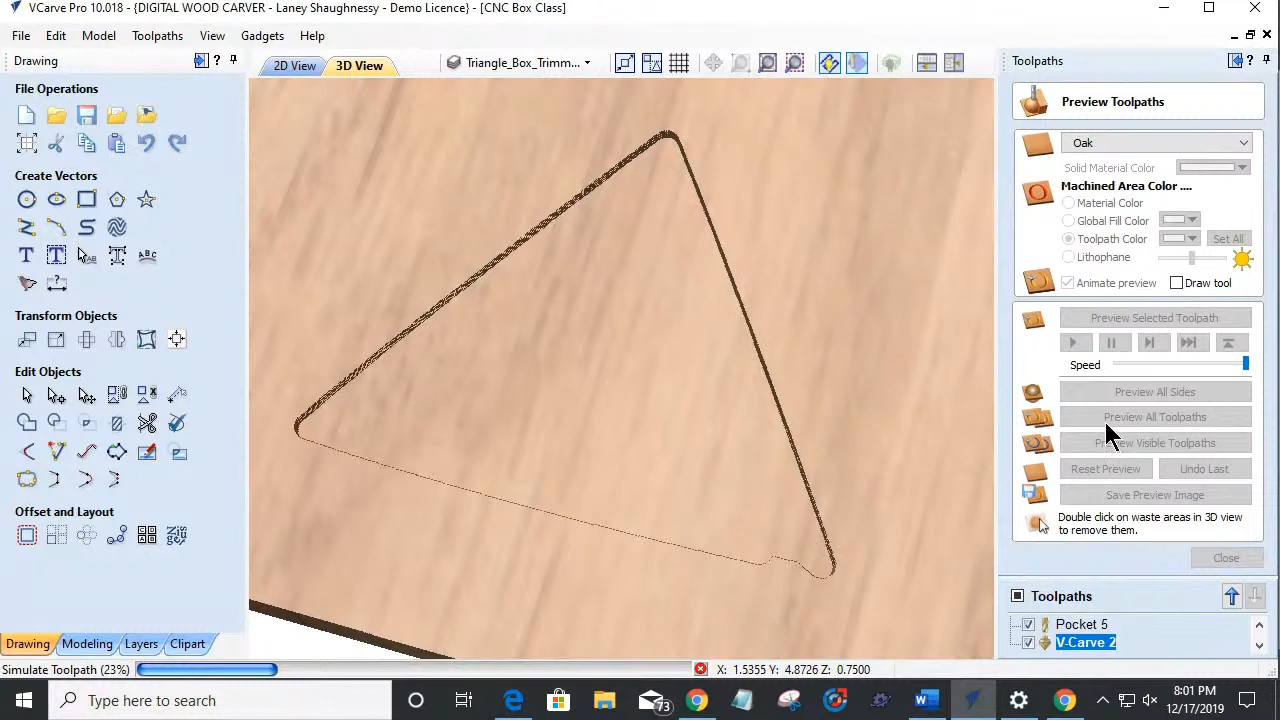 VCarve Pro 10.018 - {DIGITAL WOOD CARVER - Laney Shaughnessy - Demo Licence} - [CNC Box Class]
File Edit Model Toolpaths View Gadgets Help
Drawing
2D View 3D View Triangle_Box_Trimm...
Toolpaths
File Operations
Create Vectors
Transform Objects
Edit Objects
Offset and Layout
Drawing Modeling Layers Clipart
Preview Toolpaths
Oak
Solid Material Color
Machined Area Color ....
Material Color
Global Fill Color
Toolpath Color Set All
Lithophane
Animate preview Draw tool
Preview Selected Toolpath
Speed
Preview All Sides
Preview All Toolpaths
Preview Visible Toolpaths
Reset Preview Undo Last
Save Preview Image
Double click on waste areas in 3D view
to remove them.
Close
Toolpaths
Pocket 5
V-Carve 2
Simulate Toolpath (23%) X: 1.5355 Y: 4.8726 Z: 0.7500
Type here to search
73
8:01 PM
12/17/2019